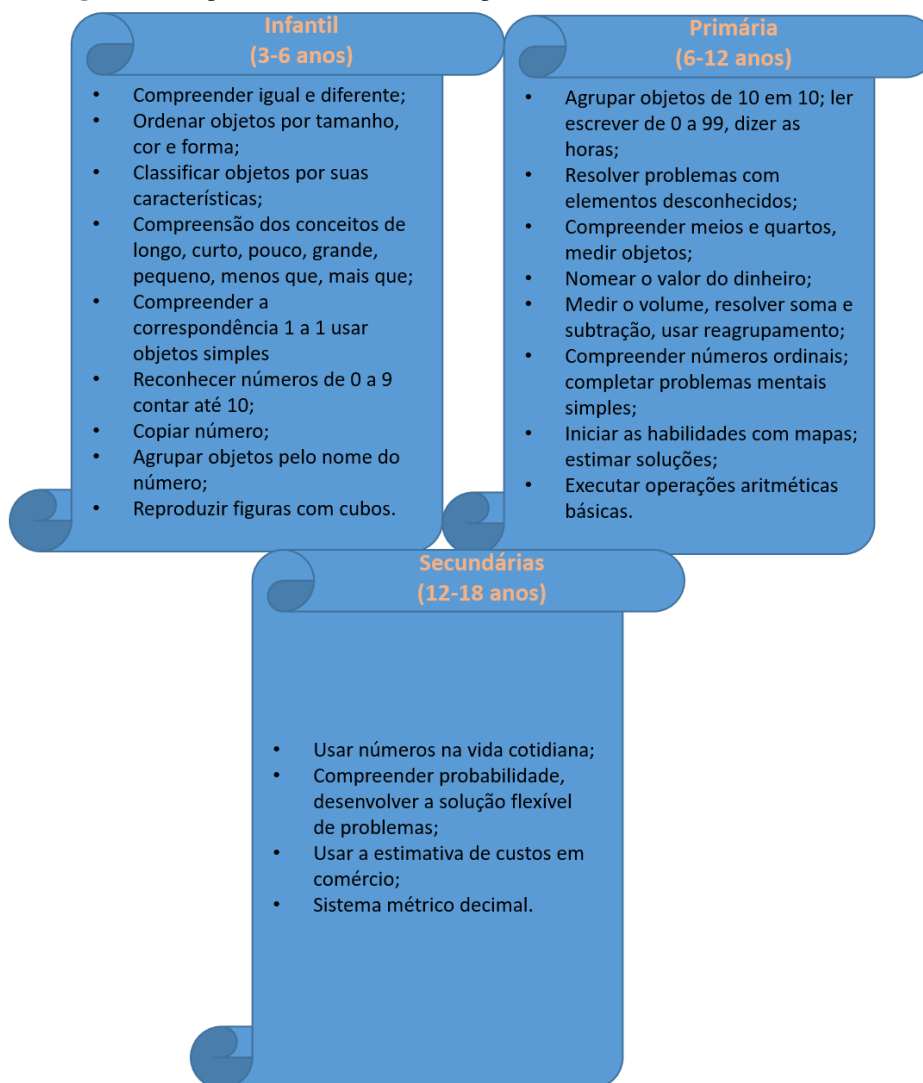 Infantil
(3-6 anos)
• Compreender igual e diferente;
• Ordenar objetos por tamanho,
cor e forma;
• Classificar objetos por suas
características;
• Compreensão dos conceitos de
longo, curto, pouco, grande,
pequeno, menos que, mais que;
• Compreender a
correspondência 1 a 1 usar
objetos simples
• Reconhecer números de 0 a 9
contar até 10;
• Copiar número;
• Agrupar objetos pelo nome do
número;
• Reproduzir figuras com cubos.
Primária
(6-12 anos)
• Agrupar objetos de 10 em 10; ler
escrever de 0 a 99, dizer as
horas;
• Resolver problemas com
elementos desconhecidos;
• Compreender meios e quartos,
medir objetos;
• Nomear o valor do dinheiro;
• Medir o volume, resolver soma e
subtração, usar reagrupamento;
• Compreender números ordinais;
completar problemas mentais
simples;
• Iniciar as habilidades com mapas;
estimar soluções;
• Executar operações aritméticas
básicas.
Secundárias
(12-18 anos)
• Usar números na vida cotidiana;
• Compreender probabilidade,
desenvolver a solução flexível
de problemas;
• Usar a estimativa de custos em
comércio;
• Sistema métrico decimal.